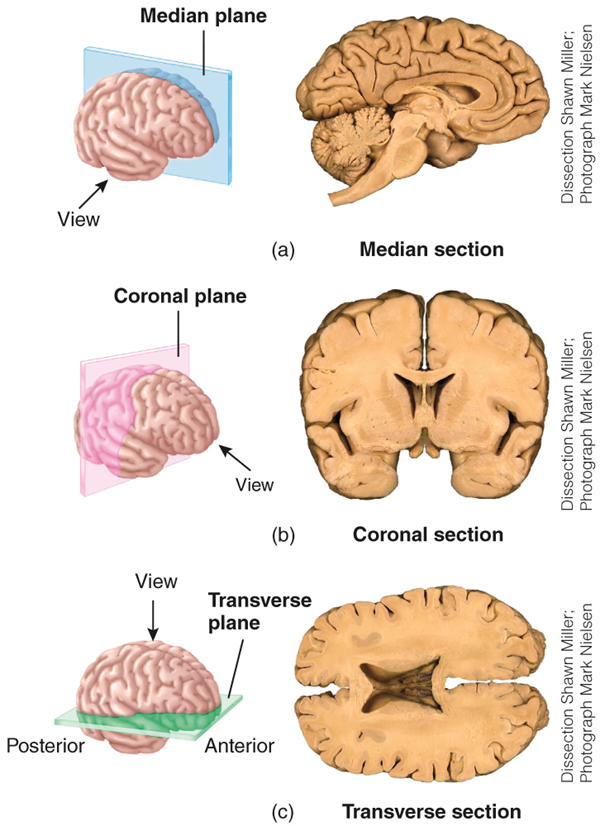 Median plane
View
Dissection Shawn Miller;
Photograph Mark Nielsen
(a) Median section
Coronal plane
View
Dissection Shawn Miller;
Photograph Mark Nielsen
(b) Coronal section
View
Transverse
plane
Posterior
Anterior
Dissection Shawn Miller;
Photograph Mark Nielsen
(c) Transverse section